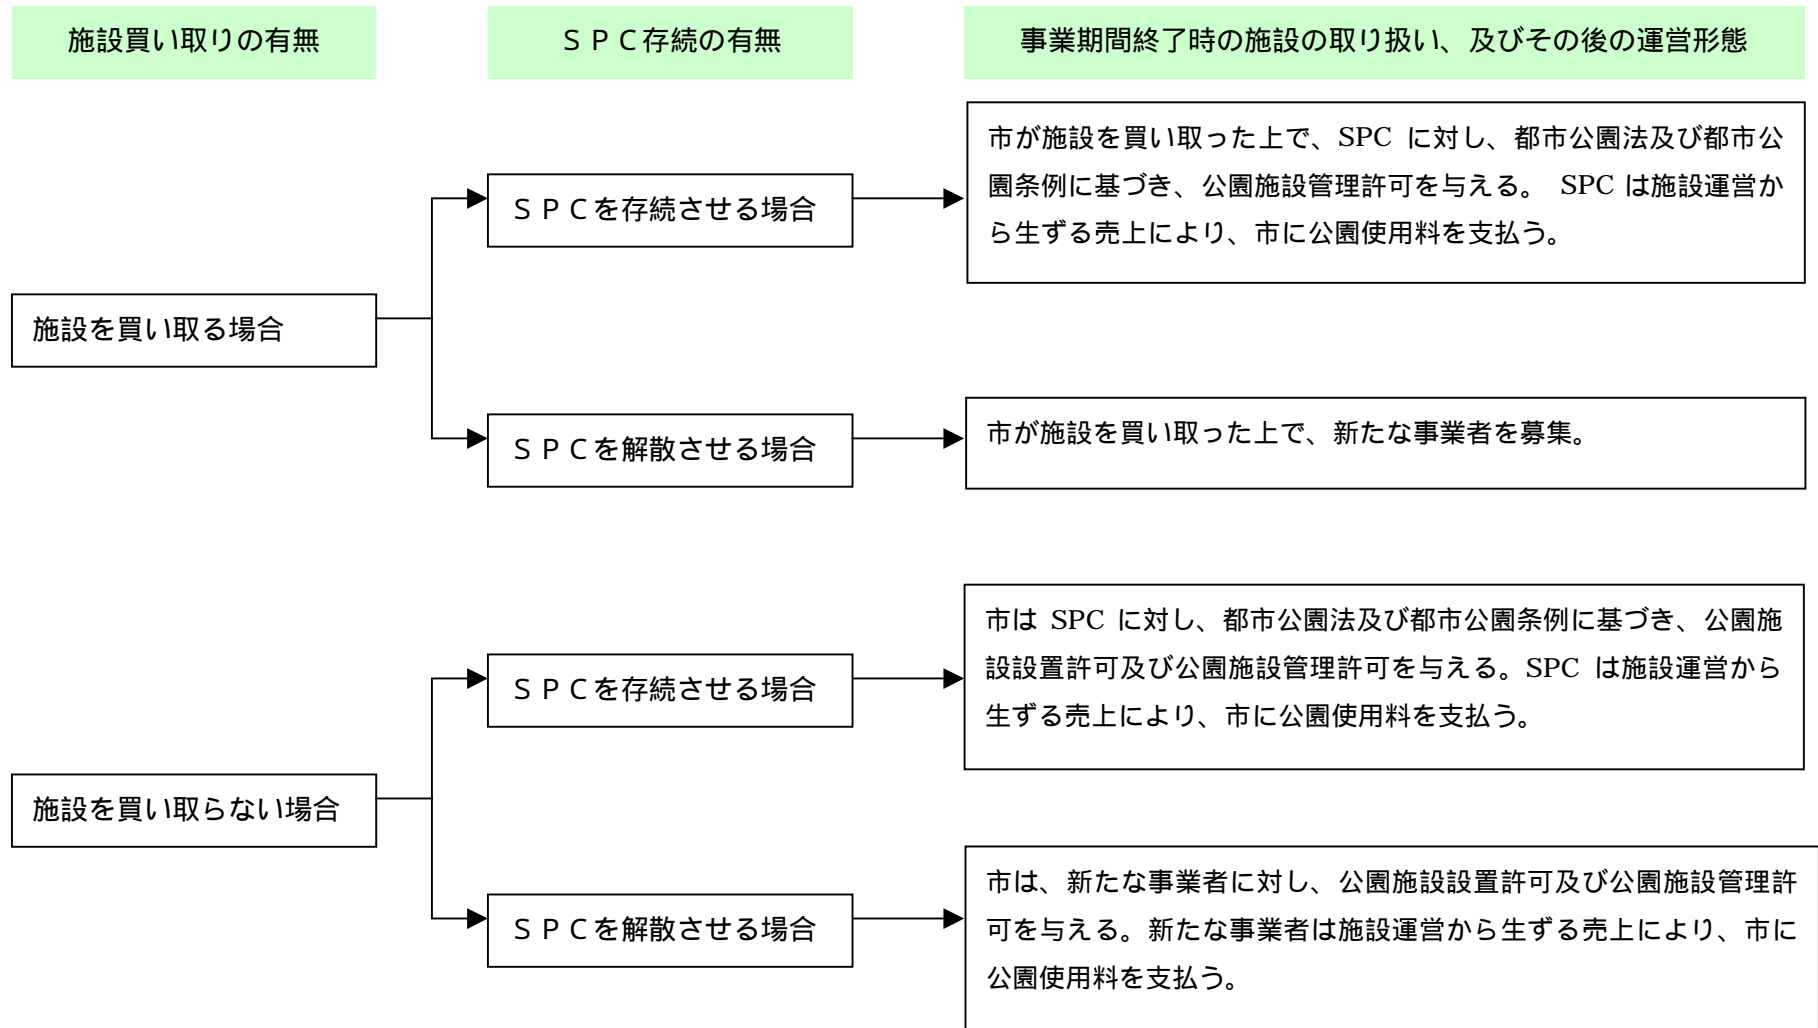 施設買い取りの有無
ＳＰＣ存続の有無
事業期間終了時の施設の取り扱い、及びその後の運営形態
施設を買い取る場合
ＳＰＣを存続させる場合
市が施設を買い取った上で、SPC に対し、都市公園法及び都市公
園条例に基づき、公園施設管理許可を与える。 SPC は施設運営か
ら生ずる売上により、市に公園使用料を支払う。
ＳＰＣを解散させる場合
市が施設を買い取った上で、新たな事業者を募集。
施設を買い取らない場合
ＳＰＣを存続させる場合
市は SPC に対し、都市公園法及び都市公園条例に基づき、公園施
設設置許可及び公園施設管理許可を与える。SPC は施設運営から
生ずる売上により、市に公園使用料を支払う。
ＳＰＣを解散させる場合
市は、新たな事業者に対し、公園施設設置許可及び公園施設管理許
可を与える。新たな事業者は施設運営から生ずる売上により、市に
公園使用料を支払う。